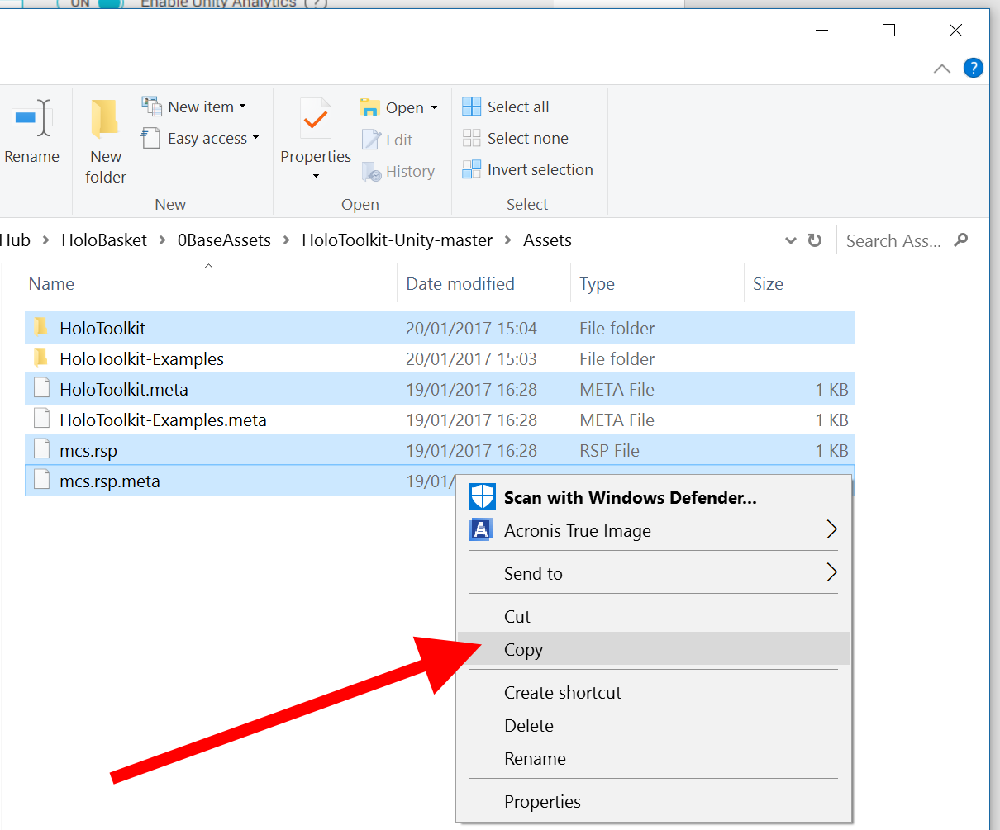 ON Enable Unity Analytics (?)
?
Rename
New folder
New item
Easy access
New
Properties
Open
Edit
History
Open
Select all
Select none
Invert selection
Select
Hub > HoloBasket > 0BaseAssets > HoloToolkit-Unity-master > Assets
Search Ass...
Name Date modified Type Size
HoloToolkit 20/01/2017 15:04 File folder
HoloToolkit-Examples 20/01/2017 15:03 File folder
HoloToolkit.meta 19/01/2017 16:28 META File 1 KB
HoloToolkit-Examples.meta 19/01/2017 16:28 META File 1 KB
mcs.rsp 19/01/2017 16:28 RSP File 1 KB
mcs.rsp.meta 19/01/
Scan with Windows Defender...
A Acronis True Image
Send to
Cut
Copy
Create shortcut
Delete
Rename
Properties